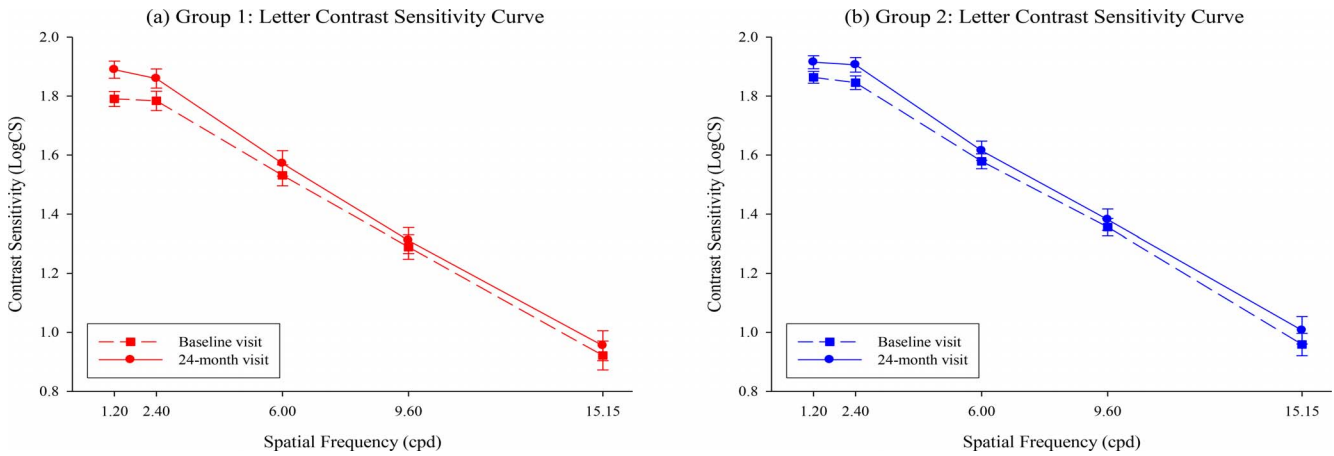 (a) Group 1: Letter Contrast Sensitivity Curve
2.0
1.8
1.6
1.4
1.2
1.0
0.8
Contrast Sensitivity (LogCS)
Baseline visit
24-month visit
1.20 2.40 6.00 9.60 15.15
Spatial Frequency (cpd)
(b) Group 2: Letter Contrast Sensitivity Curve
2.0
1.8
1.6
1.4
1.2
1.0
0.8
Contrast Sensitivity (LogCS)
Baseline visit
24-month visit
1.20 2.40 6.00 9.60 15.15
Spatial Frequency (cpd)